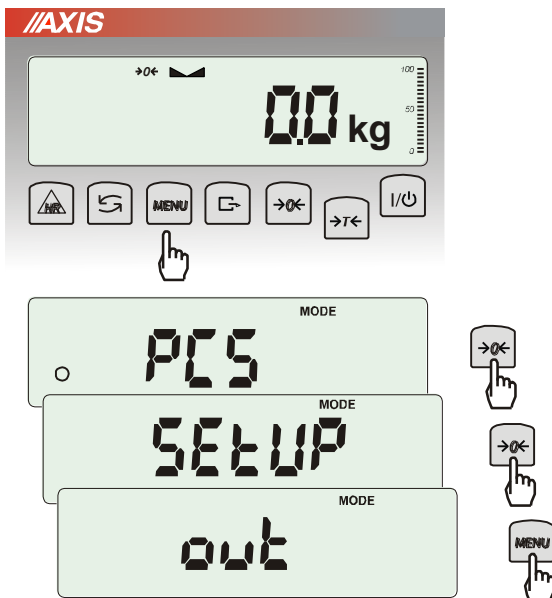 //AXIS
→0←
100
50
0
0.0 kg
HR
MENU
→0←
→T←
I/⏻
MODE
PCS
→0←
MODE
SEtUP
→0←
MODE
out
MENU